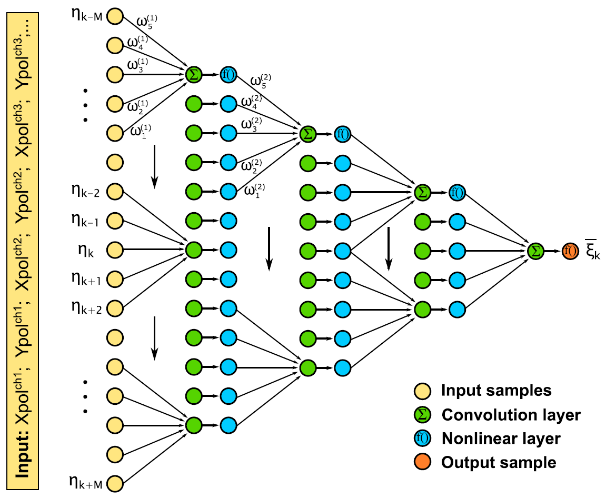 Input: Xpol^ch1; Ypol^ch1; Xpol^ch2; Ypol^ch2; Xpol^ch3; Ypol^ch3;...
η_k-M
ω_5^(1)
ω_4^(1)
ω_3^(1)
ω_2^(1)
Σ
f()
ω_5^(2)
ω_4^(2)
ω_3^(2)
ω_2^(2)
ω_1^(2)
Σ
f()
η_k-2
η_k-1
η_k
η_k+1
η_k+2
Σ
f()
Σ
f()
ξ̅_k
η_k+M
Input samples
Σ Convolution layer
f() Nonlinear layer
Output sample